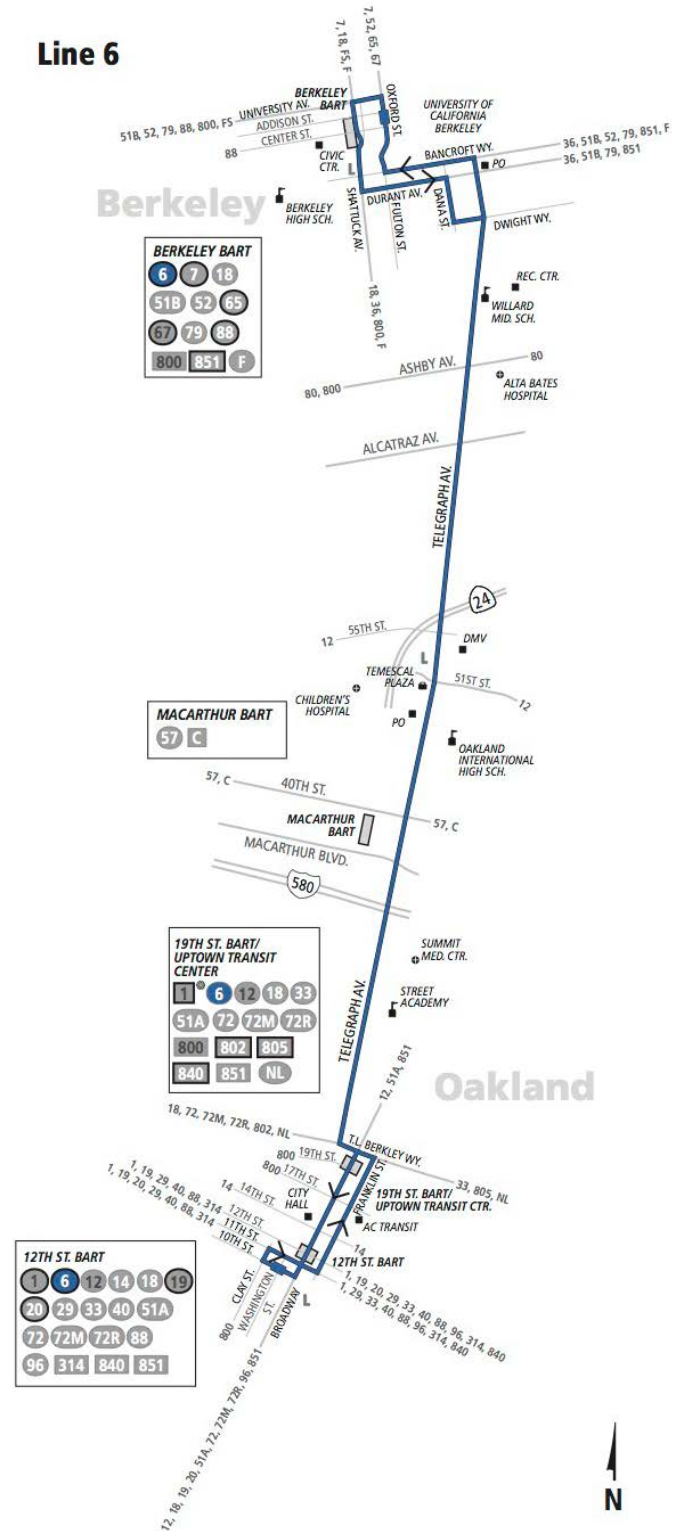 Line 6
7, 18, FS, F
7, 52, 65, 67
BERKELEY
BART
UNIVERSITY AV.
ADDISON ST.
CENTER ST.
OXFORD ST.
UNIVERSITY OF
CALIFORNIA
BERKELEY
51B, 52, 79, 88, 800, FS
88
CIVIC
CTR.
L
BANCROFT WY.
36, 51B, 52, 79, 851, F
36, 51B, 79, 851
PO
Berkeley
BERKELEY
HIGH SCH.
SHATTUCK AV.
DURANT AV.
FULTON ST.
DANA ST.
DWIGHT WY.
18, 36, 800, F
BERKELEY BART
6 7 18
51B 52 65
67 79 88
800 851 F
REC. CTR.
WILLARD
MID. SCH.
ASHBY AV.
80
80, 800
ALTA BATES
HOSPITAL
ALCATRAZ AV.
TELEGRAPH AV.
24
12
55TH ST.
DMV
L
TEMESCAL
PLAZA
51ST ST.
12
CHILDREN'S
HOSPITAL
PO
OAKLAND
INTERNATIONAL
HIGH SCH.
MACARTHUR BART
57 C
57, C
40TH ST.
57, C
MACARTHUR
BART
MACARTHUR BLVD.
580
19TH ST. BART/
UPTOWN TRANSIT
CENTER
1 6 12 18 33
51A 72 72M 72R
800 802 805
840 851 NL
SUMMIT
MED. CTR.
STREET
ACADEMY
TELEGRAPH AV.
12, 51A, 851
Oakland
18, 72, 72M, 72R, 802, NL
T.L. BERKLEY WY.
33, 805, NL
800
19TH ST.
800
17TH ST.
14
14TH ST.
1, 19, 29, 40, 88, 314
12TH ST.
1, 19, 20, 29, 40, 88, 314
11TH ST.
10TH ST.
CITY
HALL
FRANKLIN ST.
19TH ST. BART/
UPTOWN TRANSIT CTR.
AC TRANSIT
14
12TH ST. BART
1, 19, 20, 29, 33, 40, 88, 96, 314, 840
1, 29, 33, 40, 88, 96, 314, 840
CLAY ST.
WASHINGTON
ST.
BROADWAY
L
800
12, 18, 19, 20, 51A, 72, 72M, 72R, 96, 851
12TH ST. BART
1 6 12 14 18 19
20 29 33 40 51A
72 72M 72R 88
96 314 840 851
N